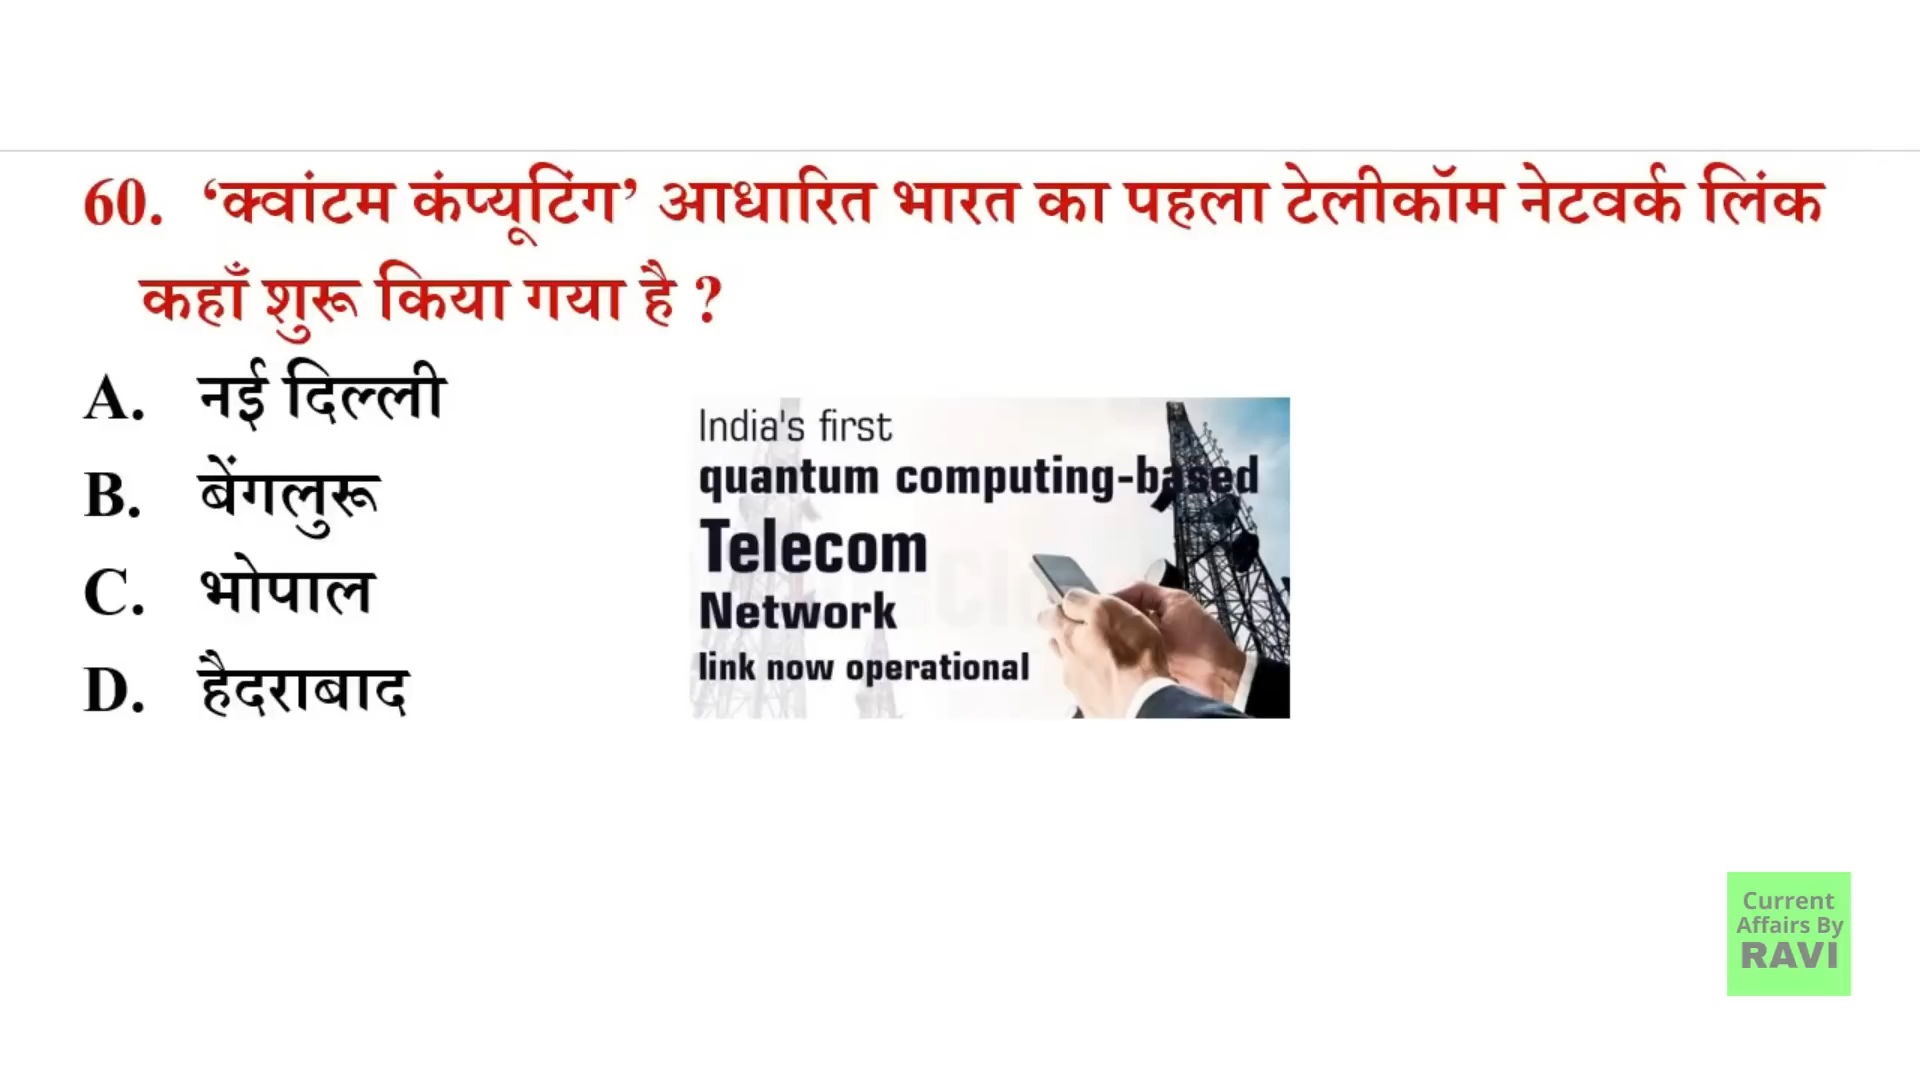 60. ‘क्वांटम कंप्यूटिंग’ आधारित भारत का पहला टेलीकॉम नेटवर्क लिंक
कहाँ शुरू किया गया है ?
A. नई दिल्ली
B. बेंगलुरू
C. भोपाल
D. हैदराबाद
India's first
quantum computing-based
Telecom
Network
link now operational
Current
Affairs By
RAVI